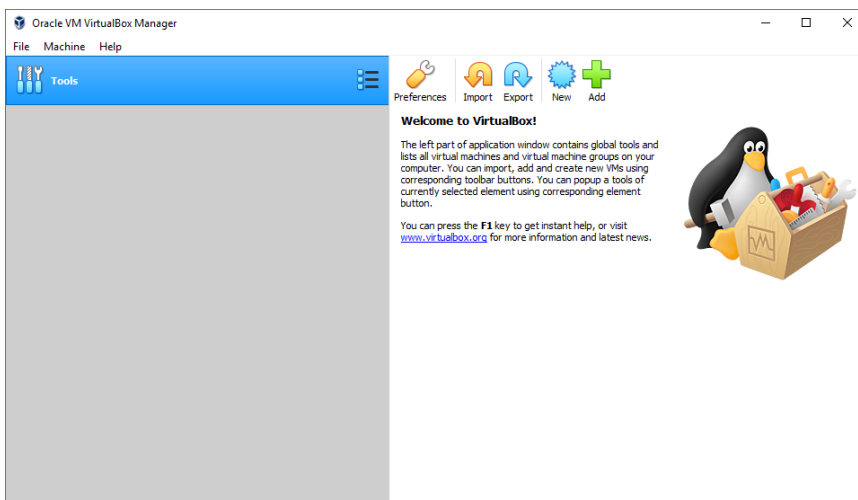 Oracle VM VirtualBox Manager
File Machine Help
Tools
Preferences Import Export New Add
Welcome to VirtualBox!
The left part of application window contains global tools and
lists all virtual machines and virtual machine groups on your
computer. You can import, add and create new VMs using
corresponding toolbar buttons. You can popup a tools of
currently selected element using corresponding element
button.
You can press the F1 key to get instant help, or visit
www.virtualbox.org for more information and latest news.